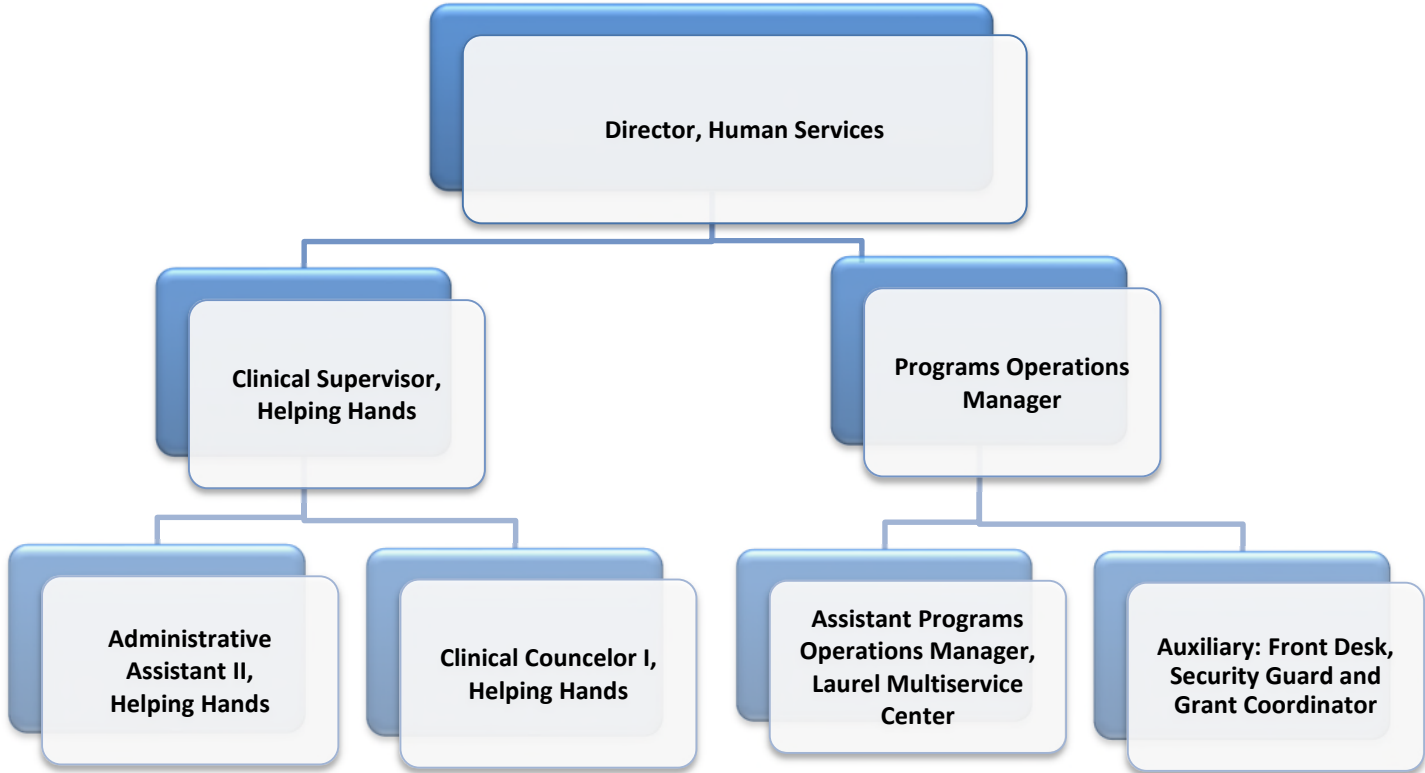 Director, Human Services
Clinical Supervisor,
Helping Hands
Programs Operations
Manager
Administrative
Assistant II,
Helping Hands
Clinical Councelor I,
Helping Hands
Assistant Programs
Operations Manager,
Laurel Multiservice
Center
Auxiliary: Front Desk,
Security Guard and
Grant Coordinator